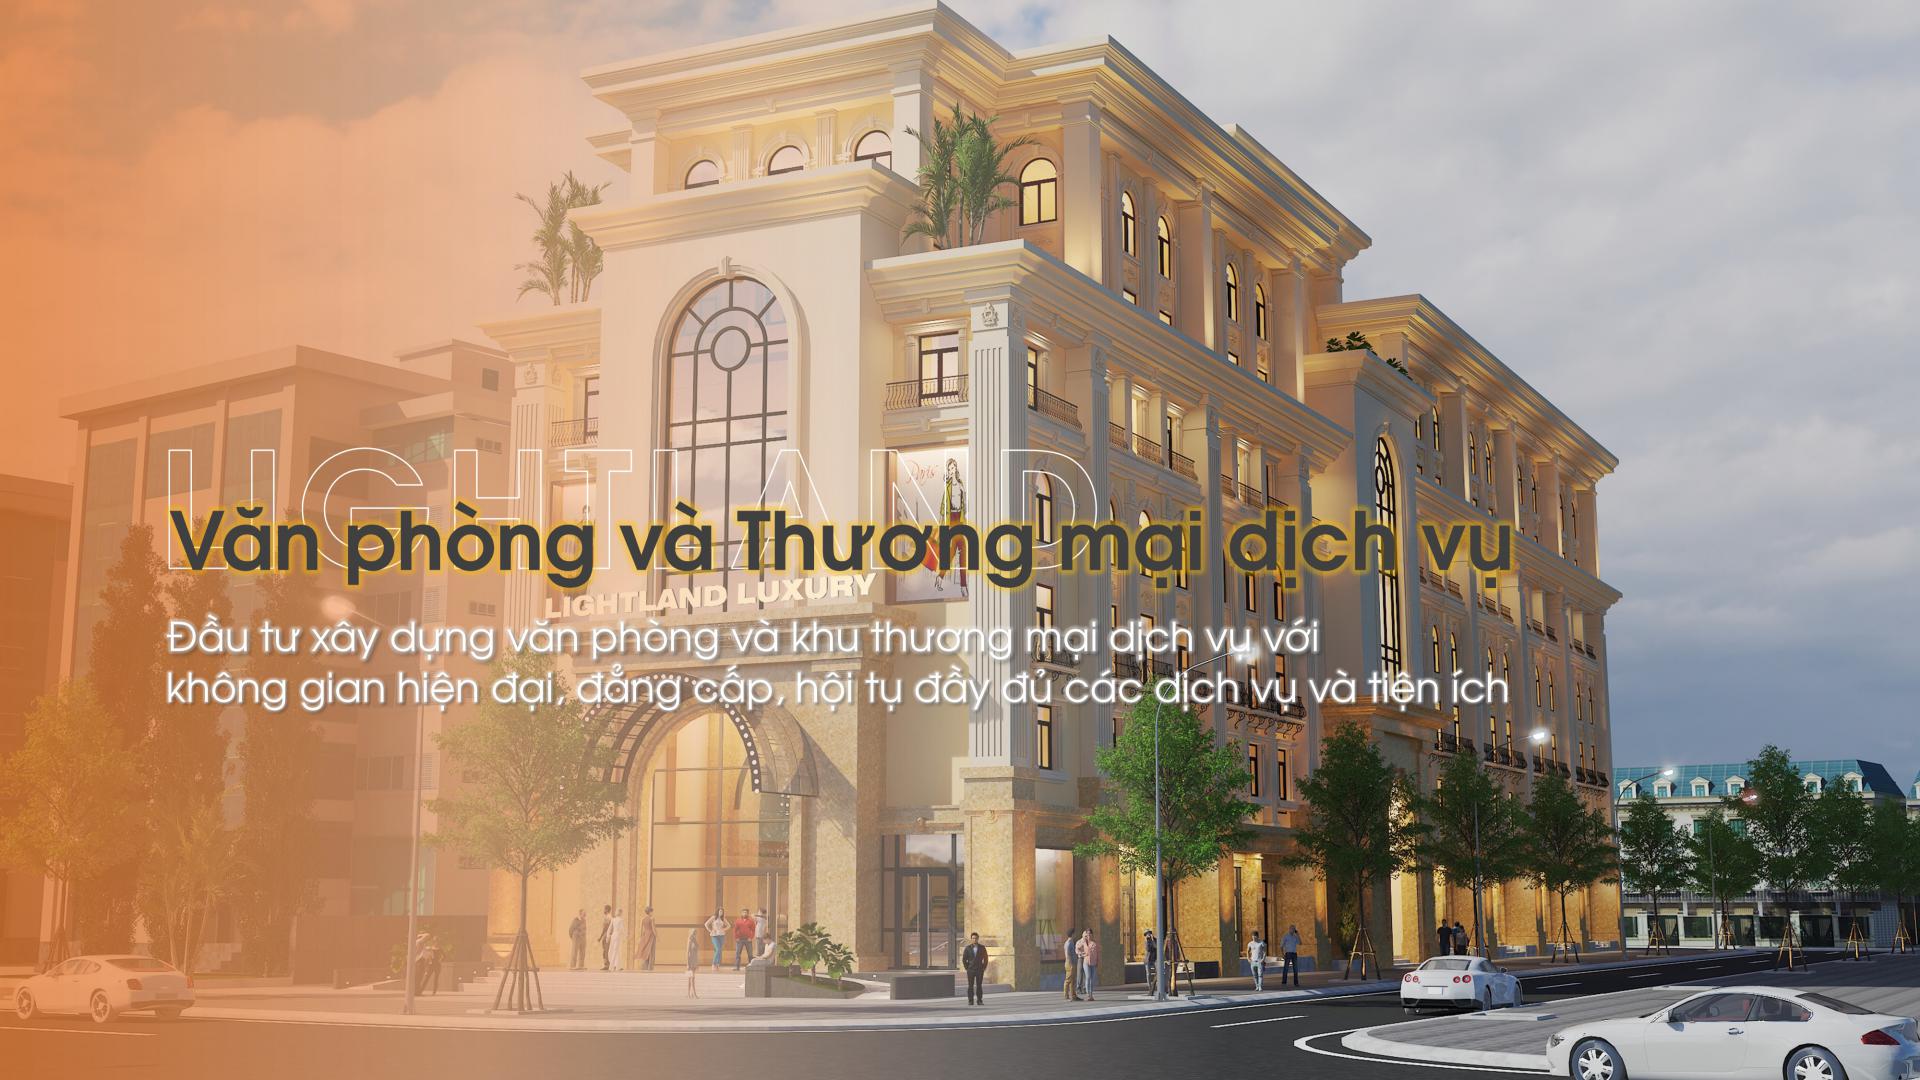 LIGHTLAND
Văn phòng và Thương mại dịch vụ
Paris
LIGHTLAND LUXURY
Đầu tư xây dựng văn phòng và khu thương mại dịch vụ với
không gian hiện đại, đẳng cấp, hội tụ đầy đủ các dịch vụ và tiện ích